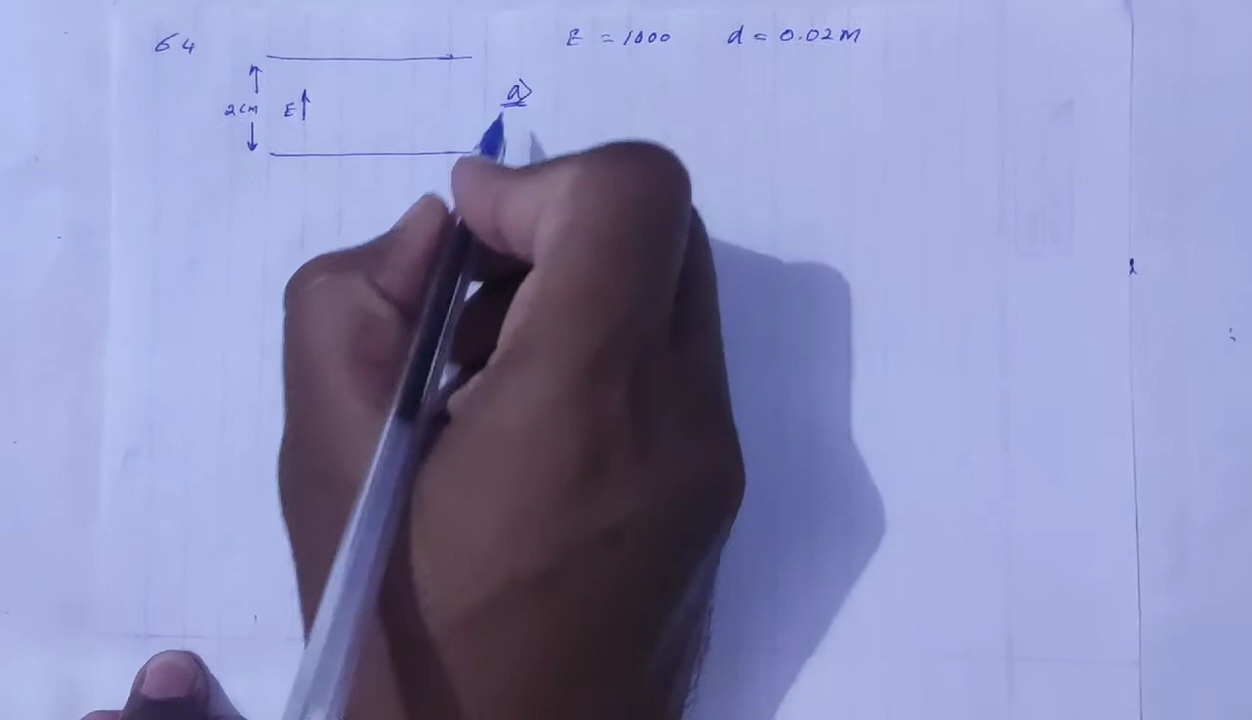 64 E = 1000 d = 0.02M
a>
2cm E↑